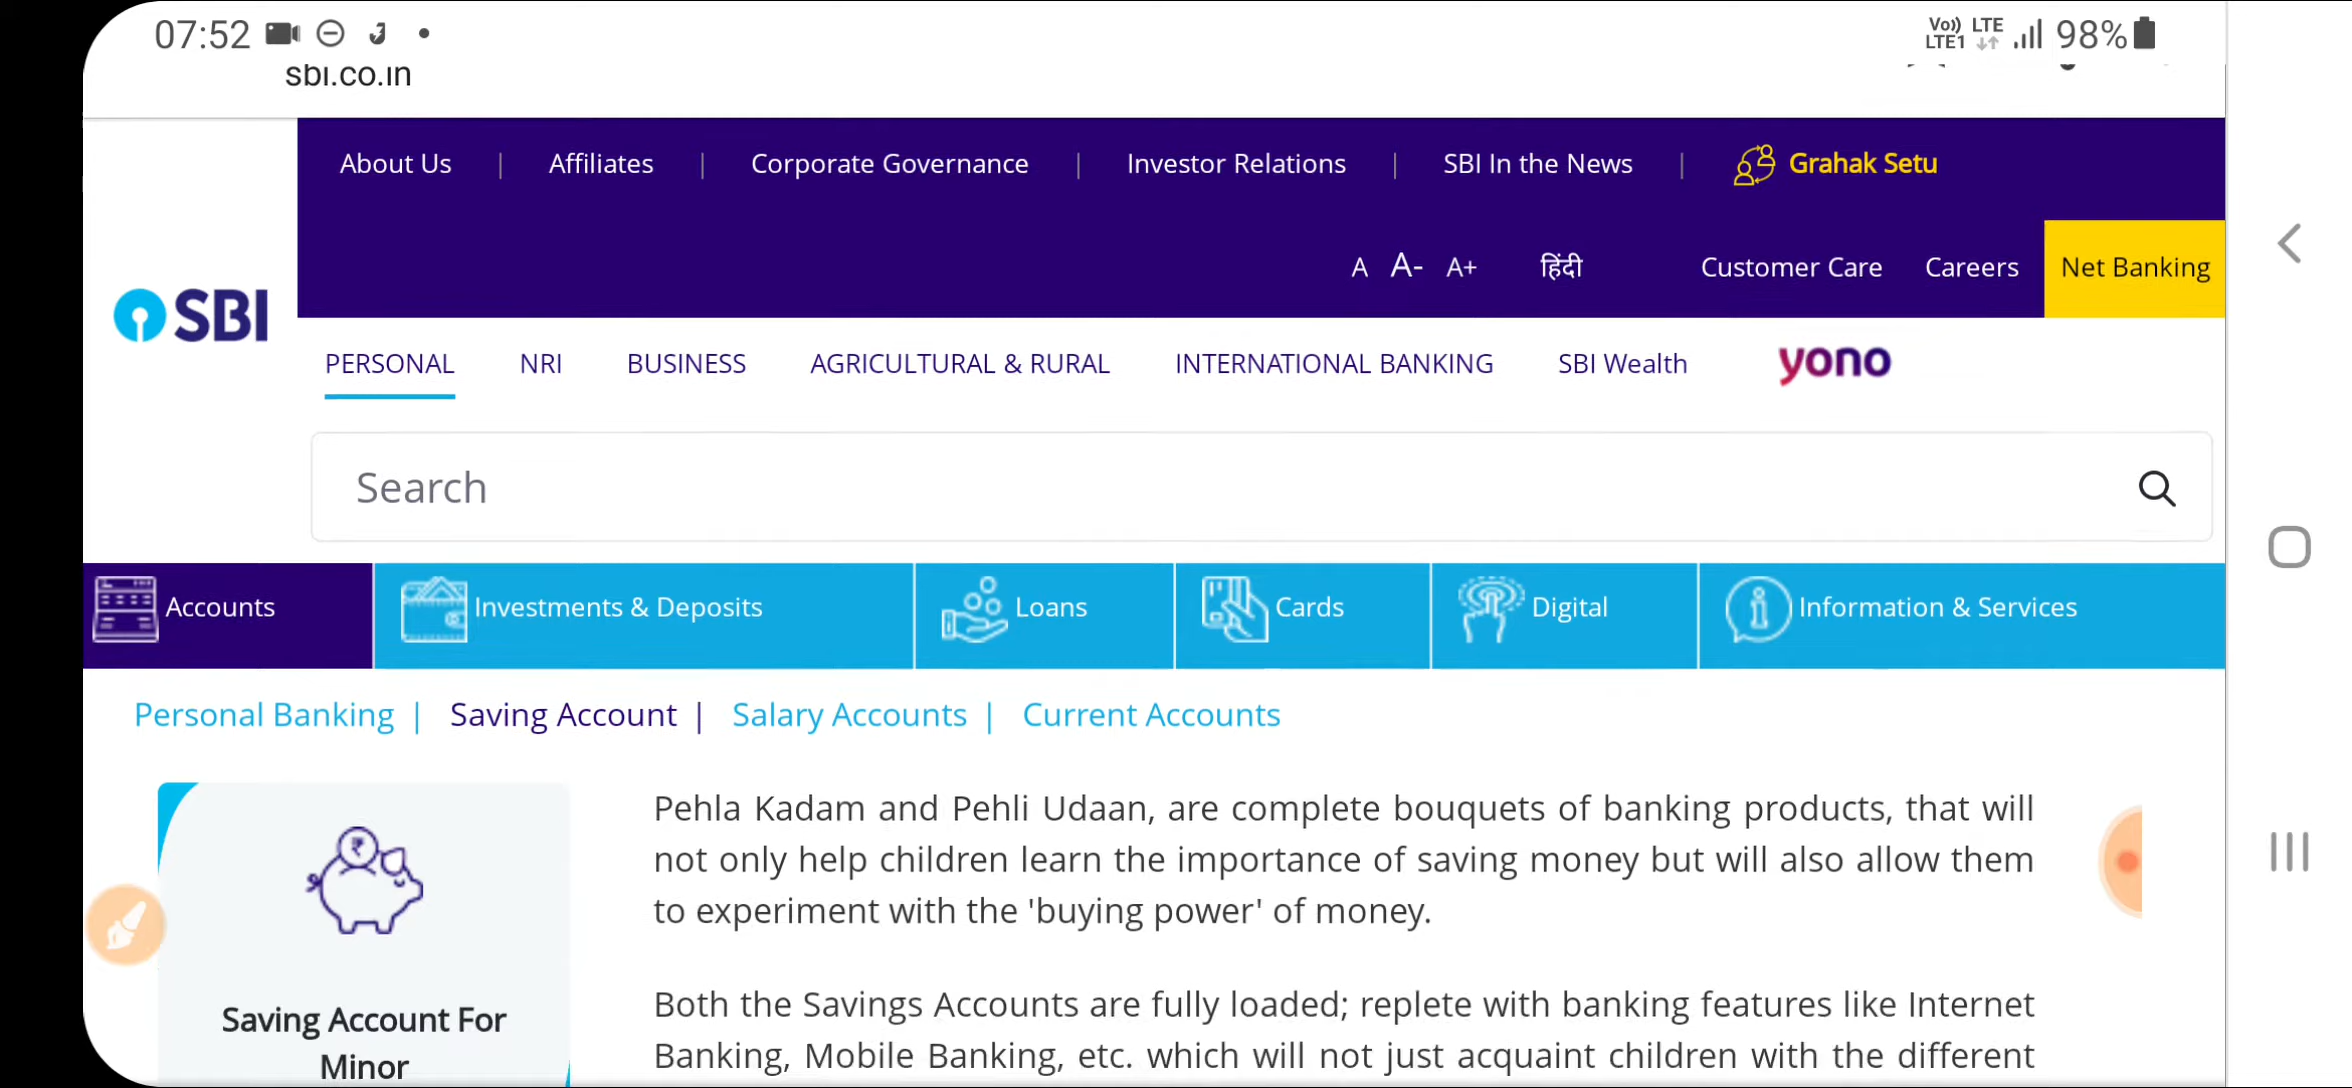 07:52
Vo)) LTE
LTE1
98%
sbi.co.in
About Us | Affiliates | Corporate Governance | Investor Relations | SBI In the News | Grahak Setu
A A- A+ हिंदी Customer Care Careers Net Banking
SBI
PERSONAL NRI BUSINESS AGRICULTURAL & RURAL INTERNATIONAL BANKING SBI Wealth yono
Search
Accounts Investments & Deposits Loans Cards Digital Information & Services
Personal Banking | Saving Account | Salary Accounts | Current Accounts
Pehla Kadam and Pehli Udaan, are complete bouquets of banking products, that will
not only help children learn the importance of saving money but will also allow them
to experiment with the 'buying power' of money.
Saving Account For
Minor
Both the Savings Accounts are fully loaded; replete with banking features like Internet
Banking, Mobile Banking, etc. which will not just acquaint children with the different